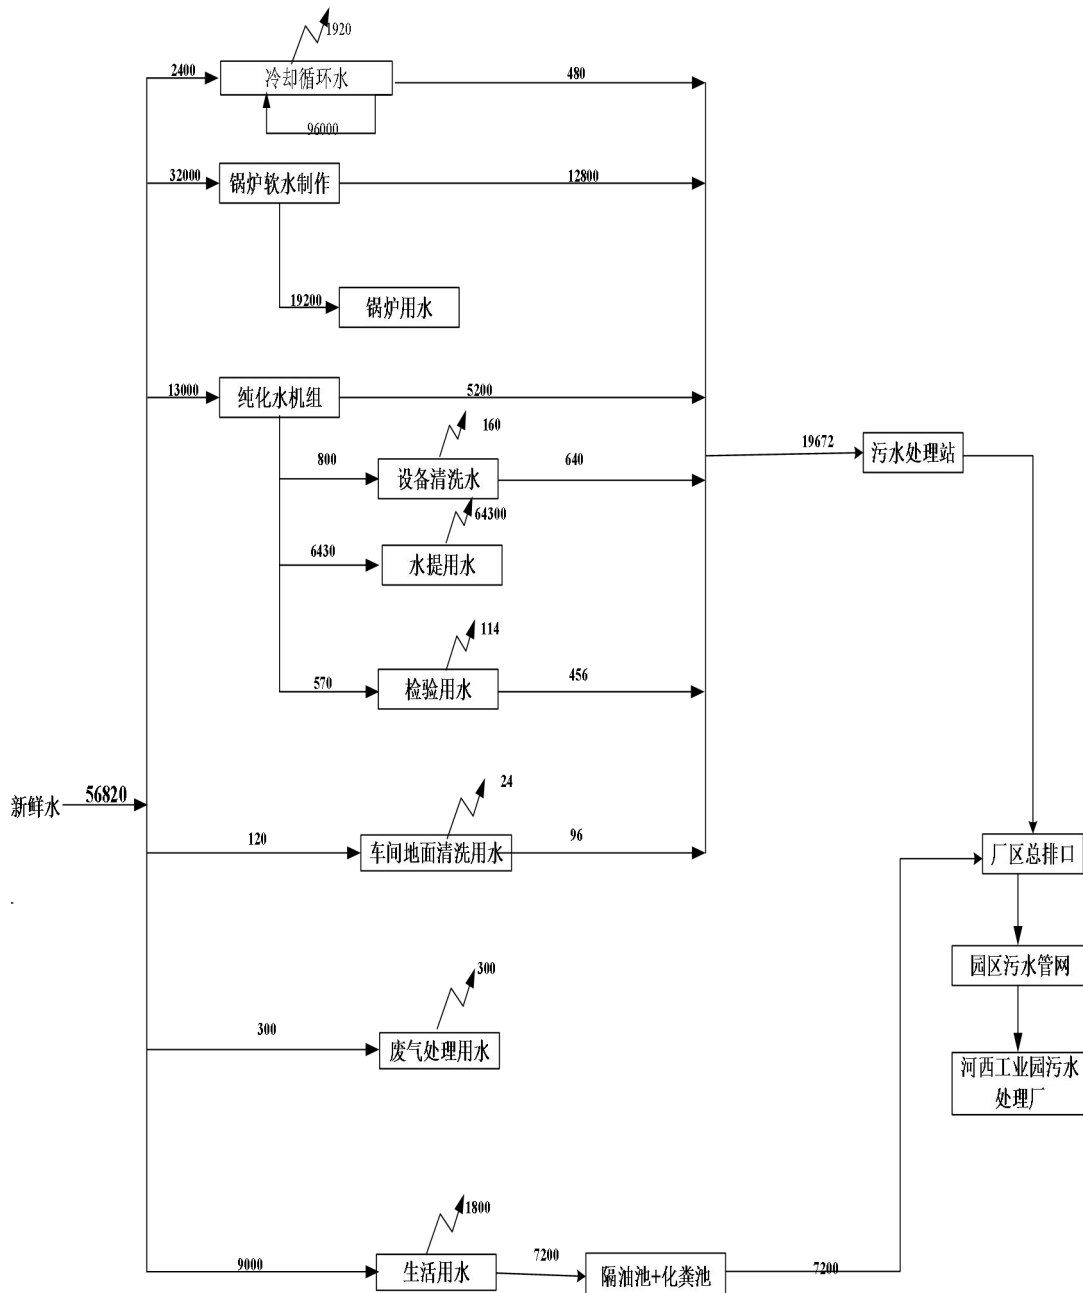 1920
2400
冷却循环水
480
96000
32000
锅炉软水制作
12800
19200
锅炉用水
13000
纯化水机组
5200
160
800
设备清洗水
640
19672
污水处理站
64300
6430
水提用水
114
570
检验用水
456
新鲜水
56820
24
120
车间地面清洗用水
96
厂区总排口
园区污水管网
300
300
废气处理用水
河西工业园污水
处理厂
1800
9000
生活用水
7200
隔油池+化粪池
7200